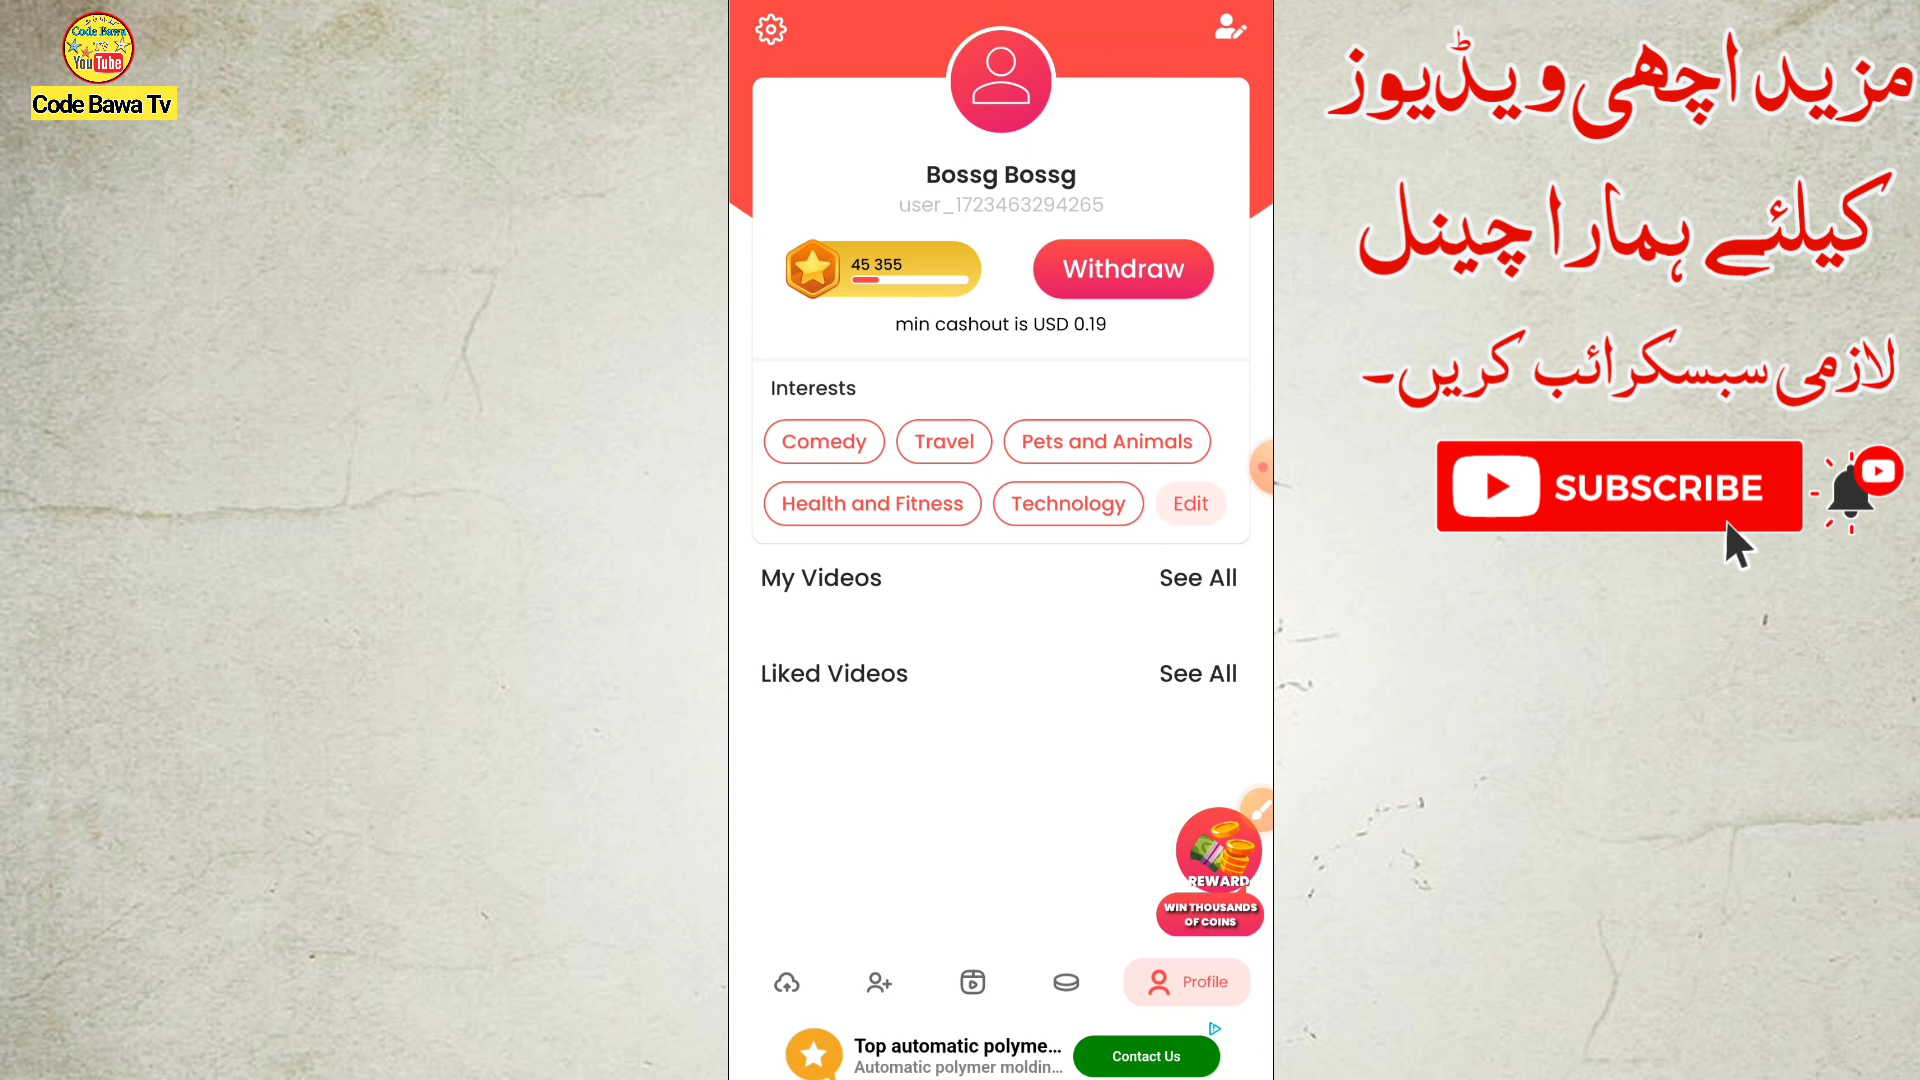 Code Bawa
TV
YouTube
Code Bawa Tv
Bossg Bossg
user_1723463294265
45 355
Withdraw
min cashout is USD 0.19
Interests
Comedy
Travel
Pets and Animals
Health and Fitness
Technology
Edit
My Videos
See All
Liked Videos
See All
REWARD
WIN THOUSANDS
OF COINS
Profile
Top automatic polyme...
Automatic polymer moldin...
Contact Us
مزید اچھی ویڈیوز
کیلئے ہمارا چینل
لازمی سبسکرائب کریں۔
SUBSCRIBE